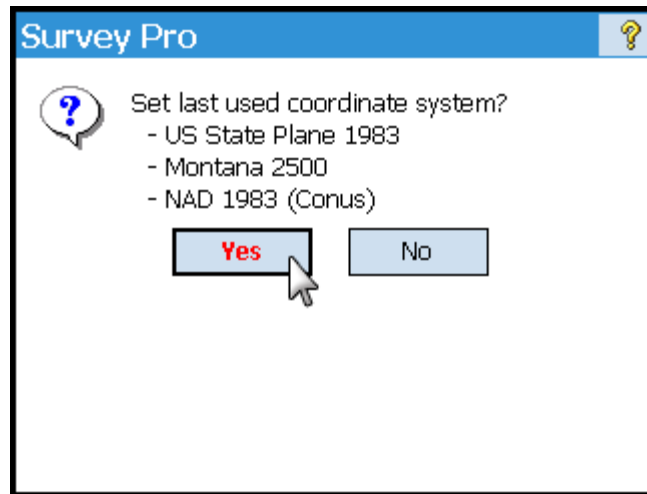 Survey Pro
Set last used coordinate system?
- US State Plane 1983
- Montana 2500
- NAD 1983 (Conus)
Yes No